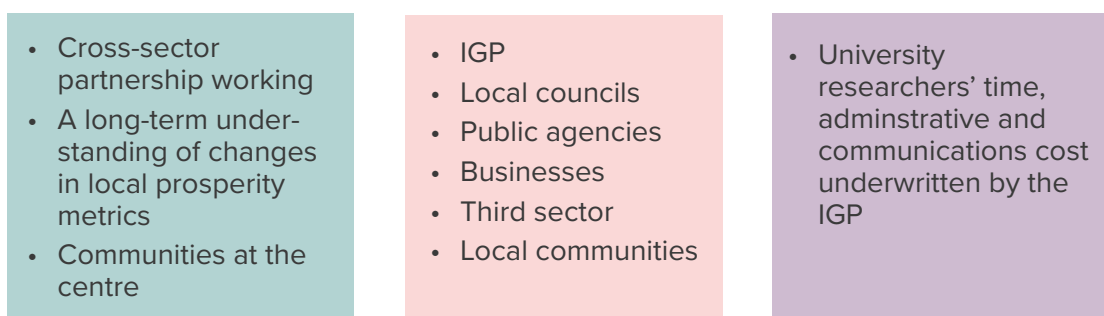 • Cross-sector
partnership working
• A long-term under-
standing of changes
in local prosperity
metrics
• Communities at the
centre
• IGP
• Local councils
• Public agencies
• Businesses
• Third sector
• Local communities
• University
researchers’ time,
adminstrative and
communications cost
underwritten by the
IGP